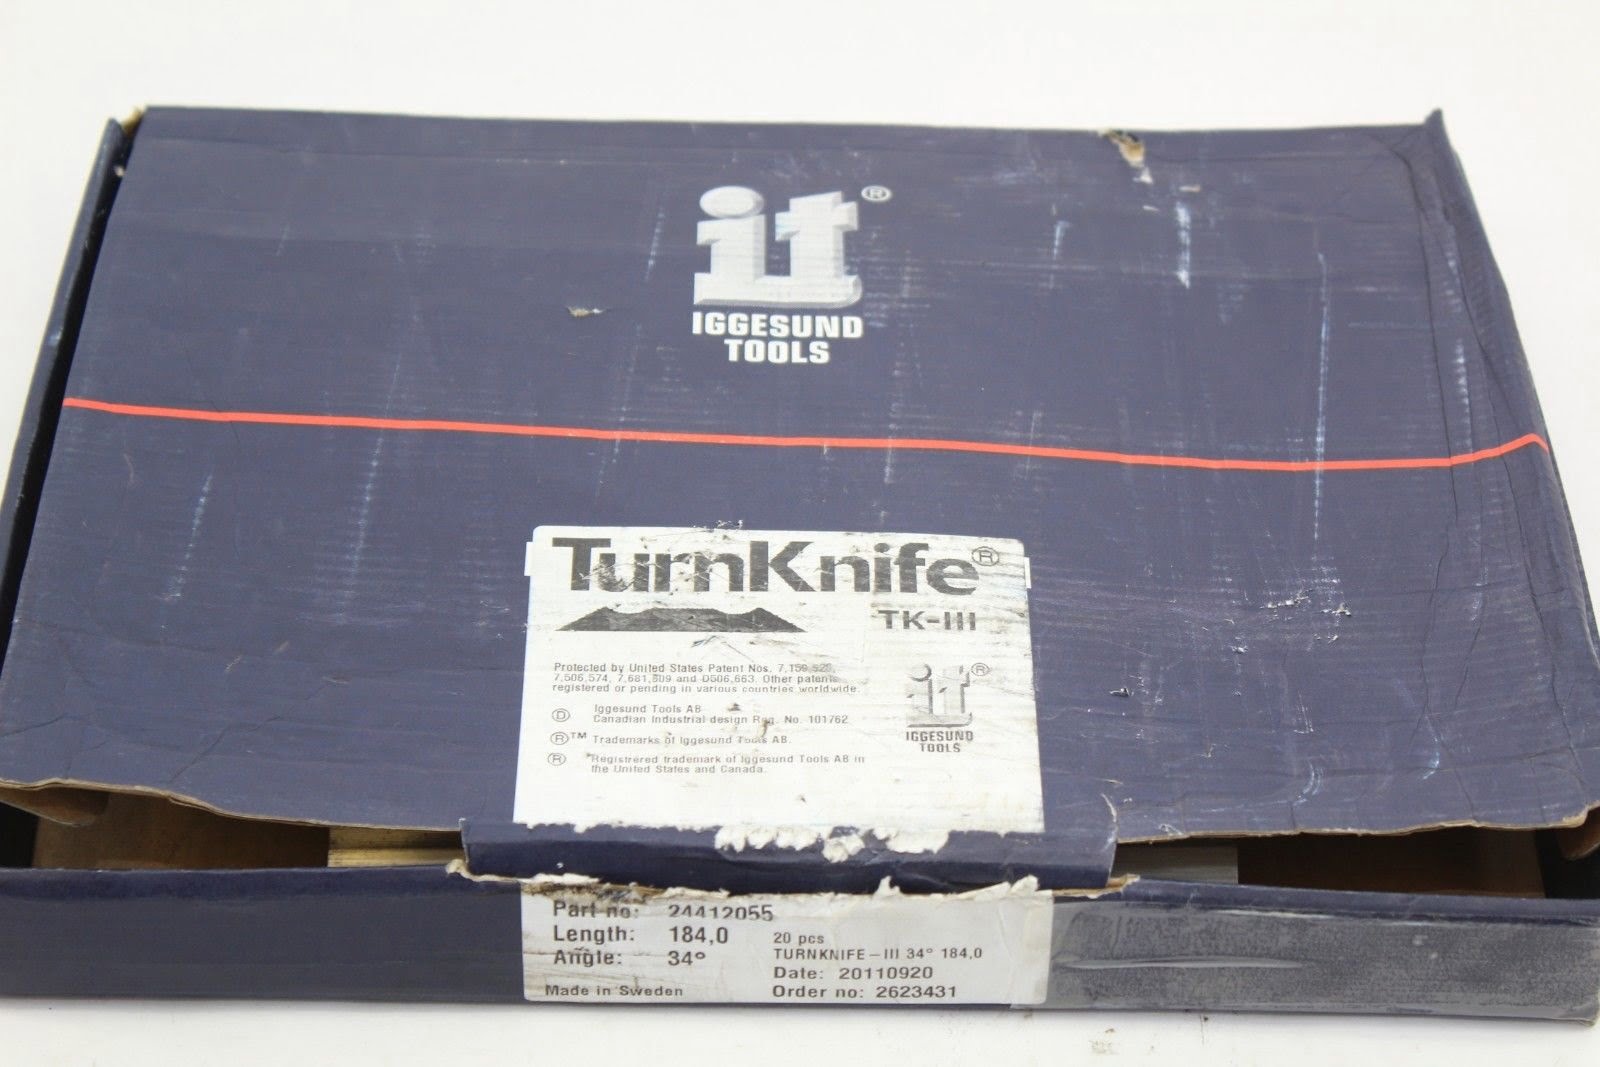 it ®
IGGESUND
TOOLS
TurnKnife®
TK-III
Protected by United States Patent Nos. 7,159,528,
7,506,574, 7,681,609 and D506,663. Other patents
registered or pending in various countries worldwide.
D Iggesund Tools AB
Canadian Industrial design Reg. No. 101762
®™ Trademarks of Iggesund Tools AB.
® Registrered trademark of Iggesund Tools AB in
the United States and Canada.
it ®
IGGESUND
TOOLS
Part no: 24412055
Length: 184,0 20 pcs
Angle: 34° TURNKNIFE-III 34° 184,0
Date: 20110920
Made in Sweden Order no: 2623431